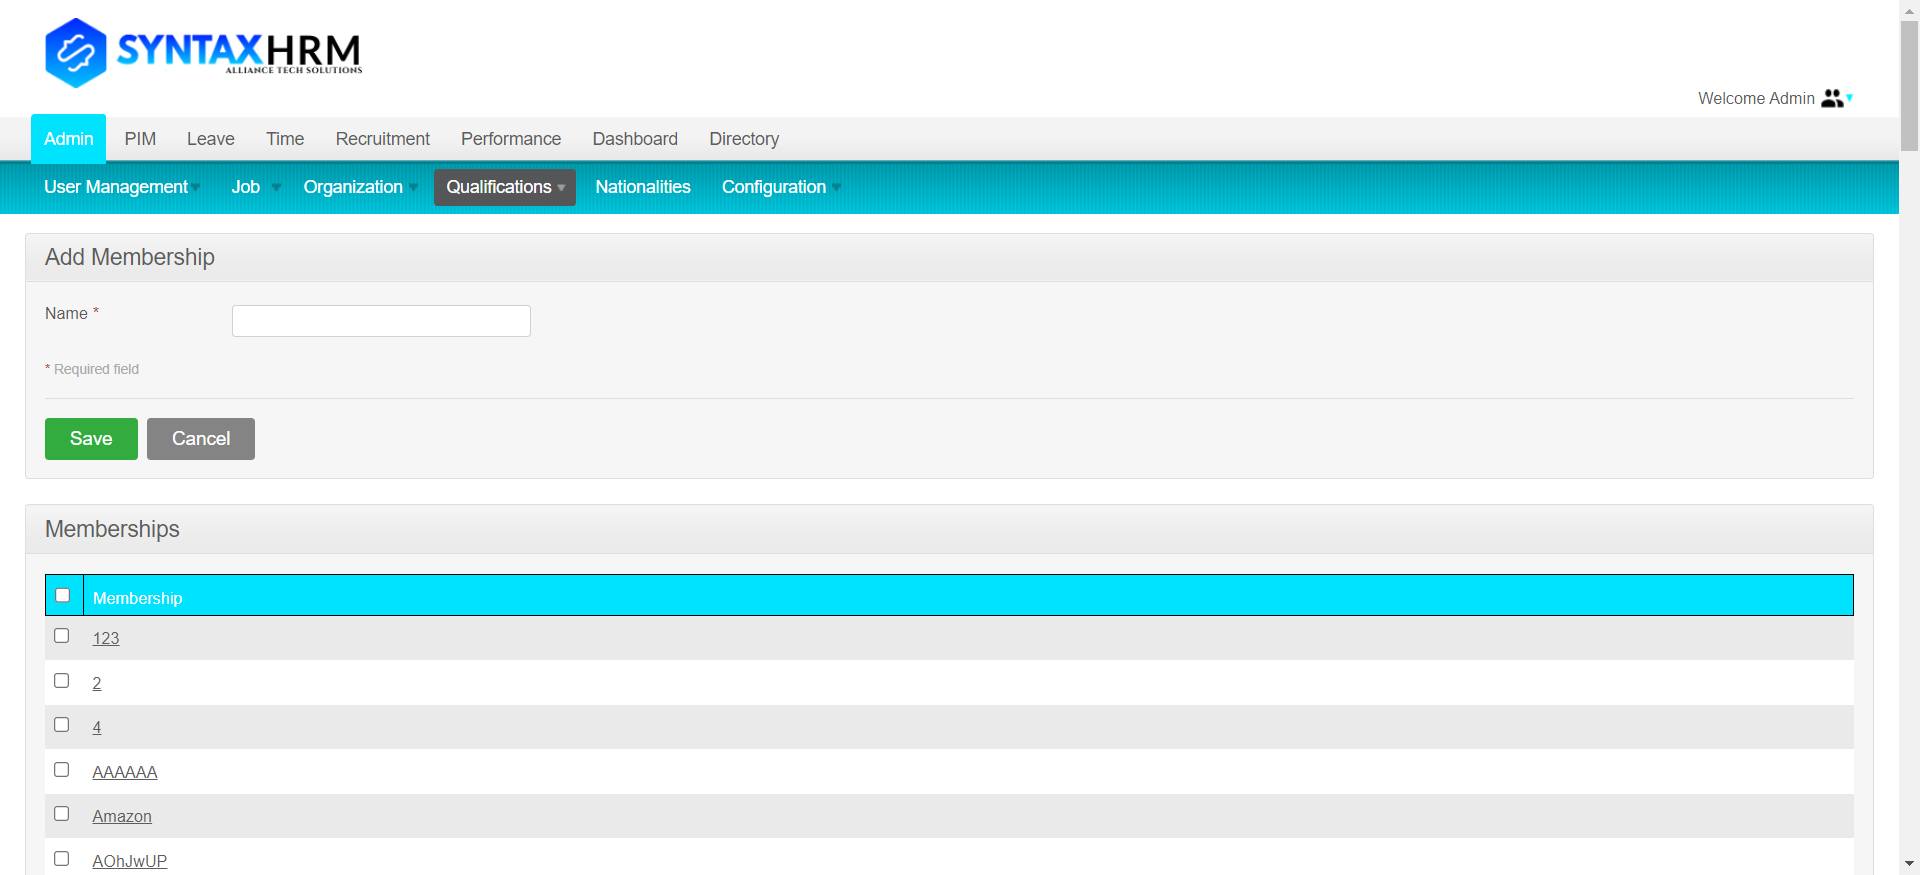 SYNTAXHRM
ALLIANCE TECH SOLUTIONS
Welcome Admin
Admin PIM Leave Time Recruitment Performance Dashboard Directory
User Management Job Organization Qualifications Nationalities Configuration
Add Membership
Name *
* Required field
Save Cancel
Memberships
Membership
123
2
4
AAAAAA
Amazon
AOhJwUP